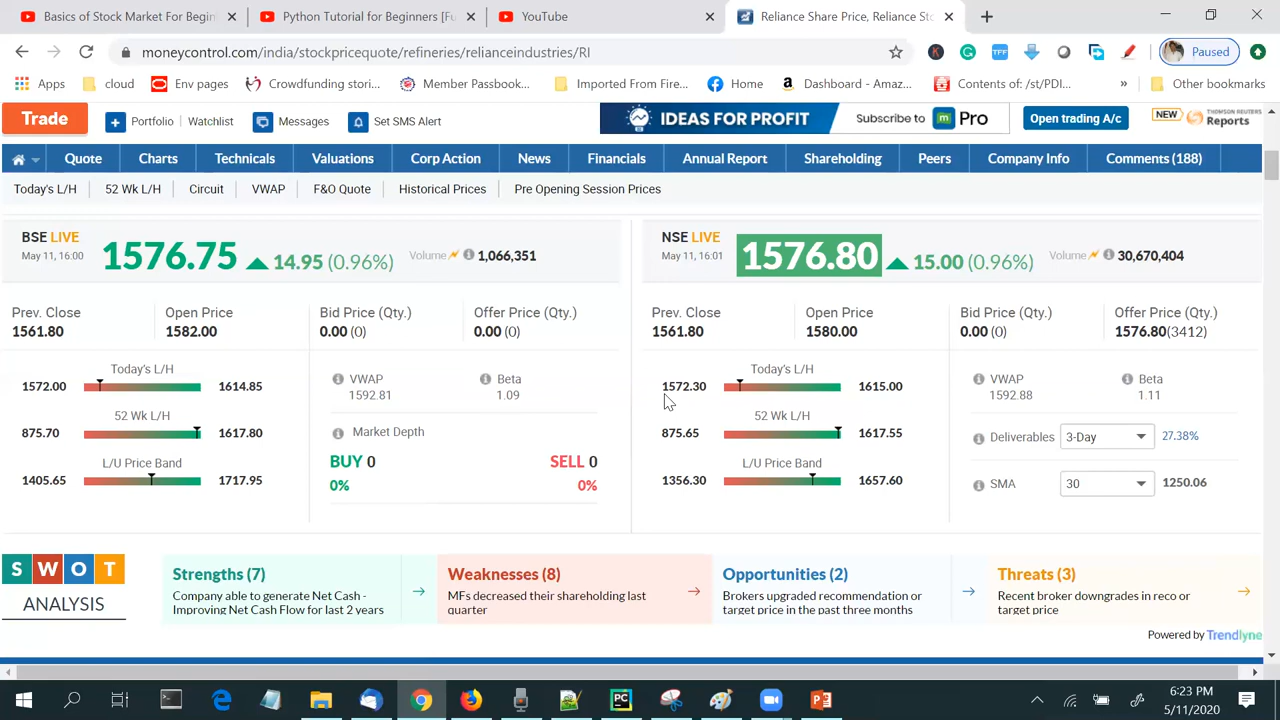 Basics of Stock Market For Begin
Python Tutorial for Beginners [Fu
YouTube
Reliance Share Price, Reliance Sto
moneycontrol.com/india/stockpricequote/refineries/relianceindustries/RI
Paused
Apps
cloud
Env pages
Crowdfunding stori...
Member Passbook...
Imported From Fire...
Home
Dashboard - Amaz...
Contents of: /st/PDI...
»
Other bookmarks
Trade
Portfolio
Watchlist
Messages
Set SMS Alert
IDEAS FOR PROFIT
Subscribe to m Pro
Open trading A/c
NEW
THOMSON REUTERS
Reports
Quote
Charts
Technicals
Valuations
Corp Action
News
Financials
Annual Report
Shareholding
Peers
Company Info
Comments (188)
Today's L/H
52 Wk L/H
Circuit
VWAP
F&O Quote
Historical Prices
Pre Opening Session Prices
BSE LIVE
May 11, 16:00
1576.75
14.95 (0.96%)
Volume
1,066,351
Prev. Close
1561.80
Open Price
1582.00
Bid Price (Qty.)
0.00 (0)
Offer Price (Qty.)
0.00 (0)
Today's L/H
1572.00
1614.85
52 Wk L/H
875.70
1617.80
L/U Price Band
1405.65
1717.95
VWAP
1592.81
Beta
1.09
Market Depth
BUY 0
SELL 0
0%
0%
NSE LIVE
May 11, 16:01
1576.80
15.00 (0.96%)
Volume
30,670,404
Prev. Close
1561.80
Open Price
1580.00
Bid Price (Qty.)
0.00 (0)
Offer Price (Qty.)
1576.80(3412)
Today's L/H
1572.30
1615.00
52 Wk L/H
875.65
1617.55
L/U Price Band
1356.30
1657.60
VWAP
1592.88
Beta
1.11
Deliverables
3-Day
27.38%
SMA
30
1250.06
SWOT
ANALYSIS
Strengths (7)
Company able to generate Net Cash -
Improving Net Cash Flow for last 2 years
Weaknesses (8)
MFs decreased their shareholding last
quarter
Opportunities (2)
Brokers upgraded recommendation or
target price in the past three months
Threats (3)
Recent broker downgrades in reco or
target price
Powered by Trendlyne
6:23 PM
5/11/2020